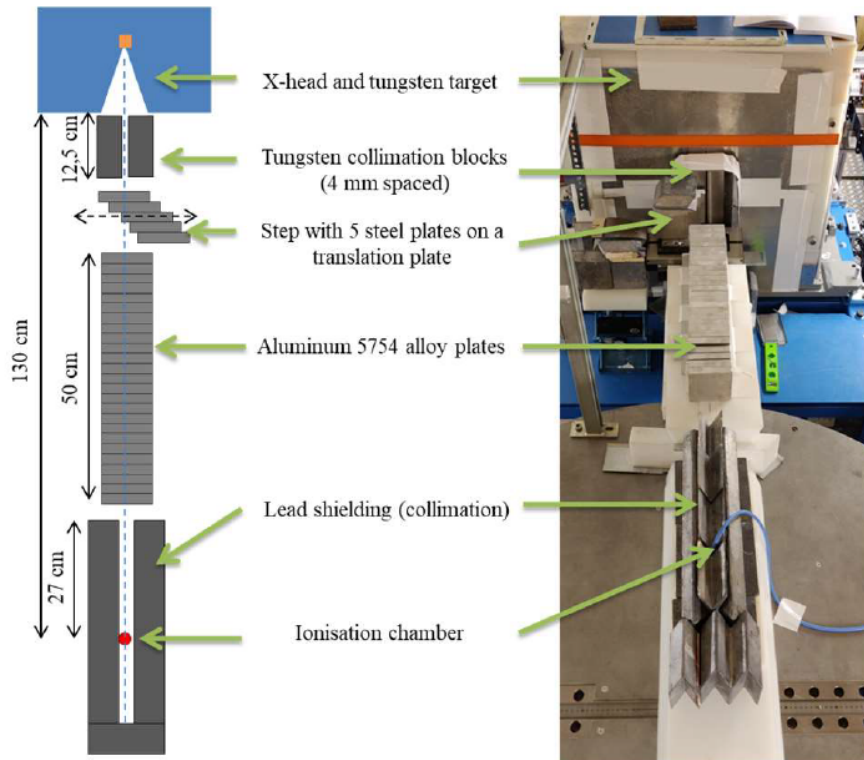 X-head and tungsten target
12,5 cm
Tungsten collimation blocks
(4 mm spaced)
Step with 5 steel plates on a
translation plate
130 cm
50 cm
Aluminum 5754 alloy plates
Lead shielding (collimation)
27 cm
Ionisation chamber